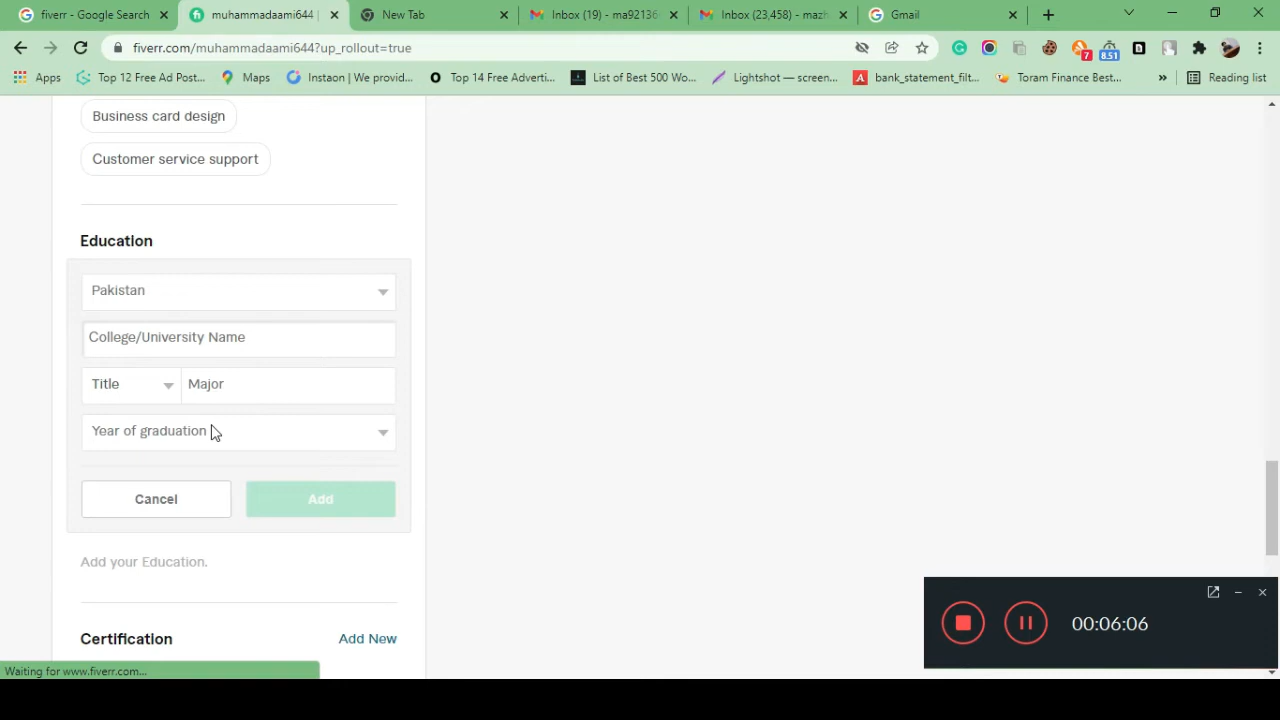 fiverr - Google Search
muhammadaami644 |
New Tab
Inbox (19) - ma92136
Inbox (23,458) - mazh
Gmail
fiverr.com/muhammadaami644?up_rollout=true
7
8.51
Apps
Top 12 Free Ad Post...
Maps
Instaon | We provid...
Top 14 Free Adverti...
List of Best 500 Wo...
Lightshot — screen...
bank_statement_filt...
Toram Finance Best...
»
Reading list
Business card design
Customer service support
Education
Pakistan
College/University Name
Title
Major
Year of graduation
Cancel
Add
Add your Education.
Certification
Add New
00:06:06
Waiting for www.fiverr.com...